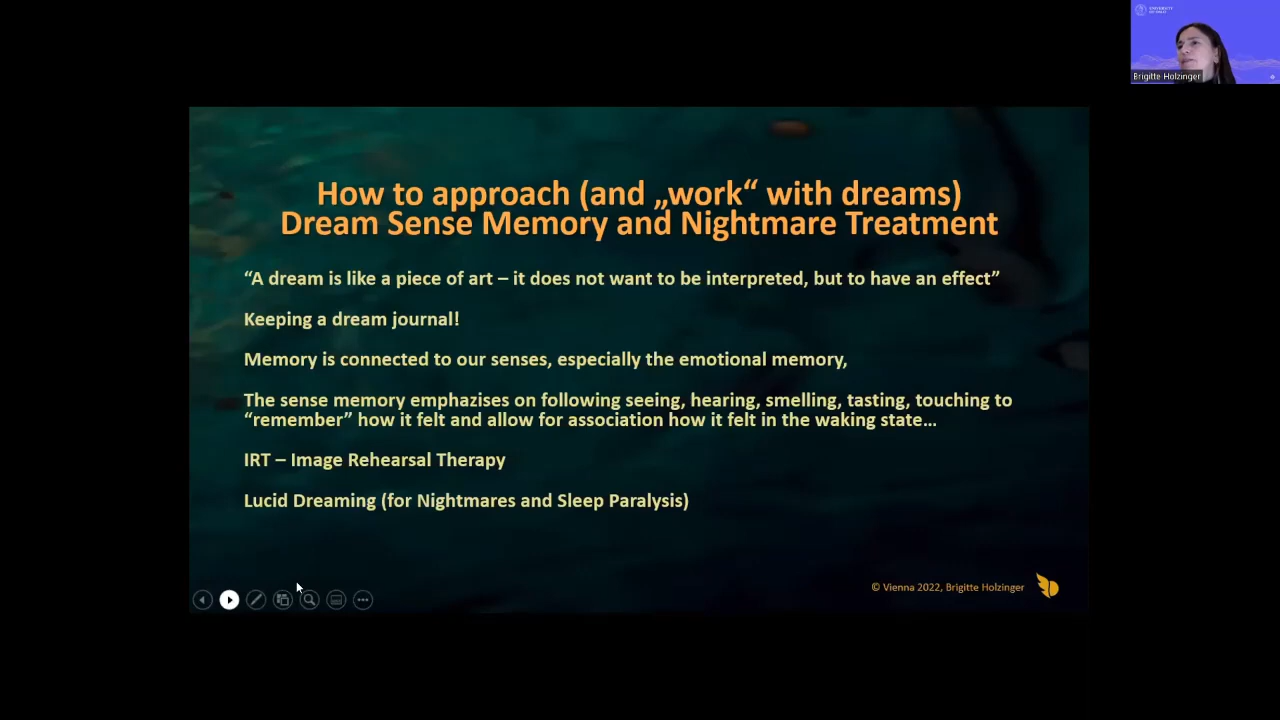 UNIVERSITY
OF OSLO
Brigitte Holzinger
How to approach (and „work“ with dreams)
Dream Sense Memory and Nightmare Treatment
“A dream is like a piece of art – it does not want to be interpreted, but to have an effect”
Keeping a dream journal!
Memory is connected to our senses, especially the emotional memory,
The sense memory emphazises on following seeing, hearing, smelling, tasting, touching to
“remember” how it felt and allow for association how it felt in the waking state...
IRT – Image Rehearsal Therapy
Lucid Dreaming (for Nightmares and Sleep Paralysis)
© Vienna 2022, Brigitte Holzinger